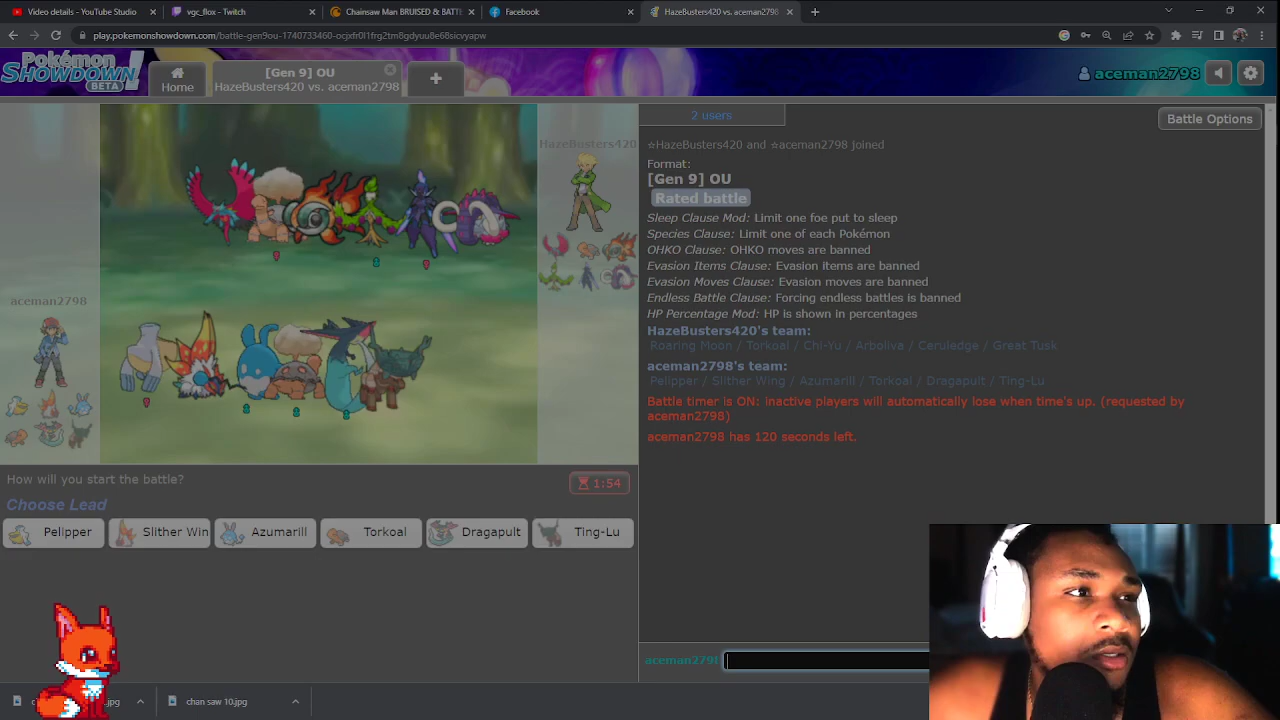 Video details - YouTube Studio
vgc_flox - Twitch
Chainsaw Man BRUISED & BATTL
Facebook
HazeBusters420 vs. aceman2798
play.pokemonshowdown.com/battle-gen9ou-1740733460-ocjxfr0l1frg2tm8gdyuu8e68sicvyapw
Pokémon
SHOWDOWN!
BETA
Home
[Gen 9] OU
HazeBusters420 vs. aceman2798
aceman2798
HazeBusters420
aceman2798
2 users
Battle Options
☆HazeBusters420 and ☆aceman2798 joined
Format:
[Gen 9] OU
Rated battle
Sleep Clause Mod: Limit one foe put to sleep
Species Clause: Limit one of each Pokémon
OHKO Clause: OHKO moves are banned
Evasion Items Clause: Evasion items are banned
Evasion Moves Clause: Evasion moves are banned
Endless Battle Clause: Forcing endless battles is banned
HP Percentage Mod: HP is shown in percentages
HazeBusters420's team:
Roaring Moon / Torkoal / Chi-Yu / Arboliva / Ceruledge / Great Tusk
aceman2798's team:
Pelipper / Slither Wing / Azumarill / Torkoal / Dragapult / Ting-Lu
Battle timer is ON: inactive players will automatically lose when time's up. (requested by
aceman2798)
aceman2798 has 120 seconds left.
How will you start the battle?
1:54
Choose Lead
Pelipper
Slither Win
Azumarill
Torkoal
Dragapult
Ting-Lu
aceman279
chan saw 10.jpg